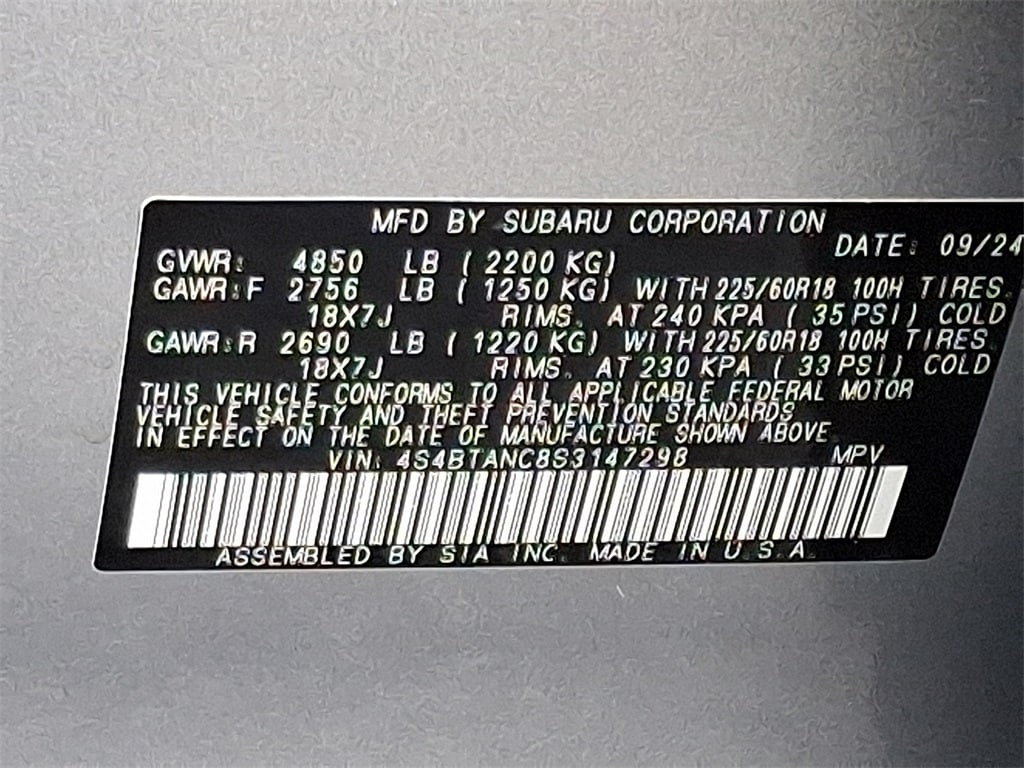 MFD BY SUBARU CORPORATION
DATE: 09/24
GVWR: 4850 LB ( 2200 KG)
GAWR:F 2756 LB ( 1250 KG) WITH 225/60R18 100H TIRES.
18X7J RIMS. AT 240 KPA ( 35 PSI) COLD
GAWR:R 2690 LB ( 1220 KG) WITH 225/60R18 100H TIRES.
18X7J RIMS. AT 230 KPA ( 33 PSI) COLD
THIS VEHICLE CONFORMS TO ALL APPLICABLE FEDERAL MOTOR
VEHICLE SAFETY AND THEFT PREVENTION STANDARDS
IN EFFECT ON THE DATE OF MANUFACTURE SHOWN ABOVE.
VIN: 4S4BTANC8S3147298 MPV
ASSEMBLED BY SIA INC. MADE IN U.S.A.